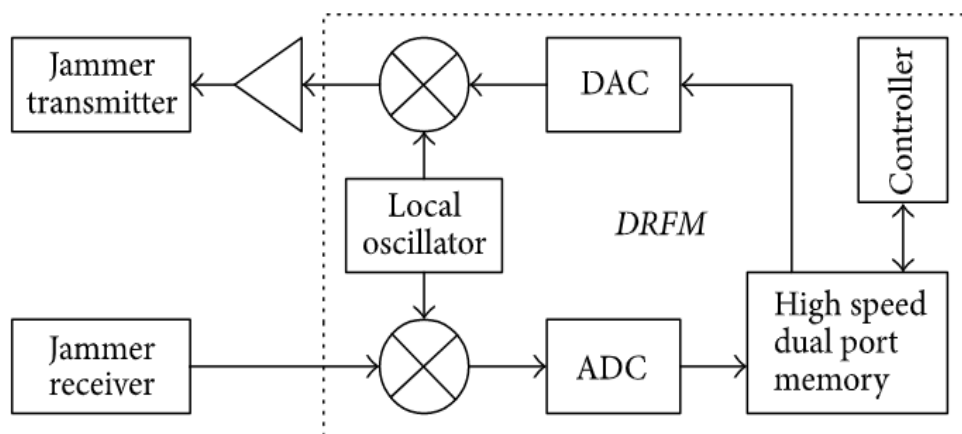 Jammer
transmitter
DAC
Controller
Local
oscillator
DRFM
High speed
dual port
memory
Jammer
receiver
ADC